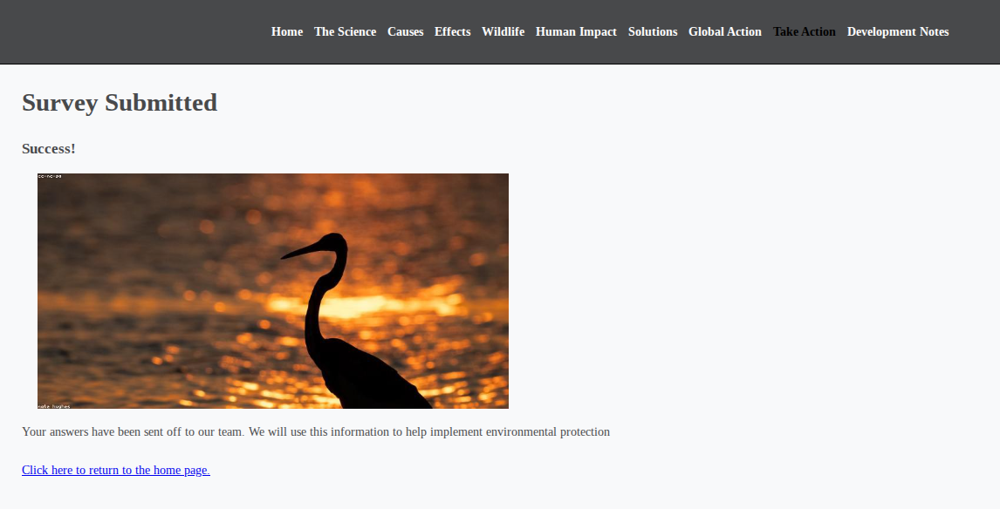 Home The Science Causes Effects Wildlife Human Impact Solutions Global Action Take Action Development Notes
Survey Submitted
Success!
cc-nc-sa
nate hughes
Your answers have been sent off to our team. We will use this information to help implement environmental protection
Click here to return to the home page.